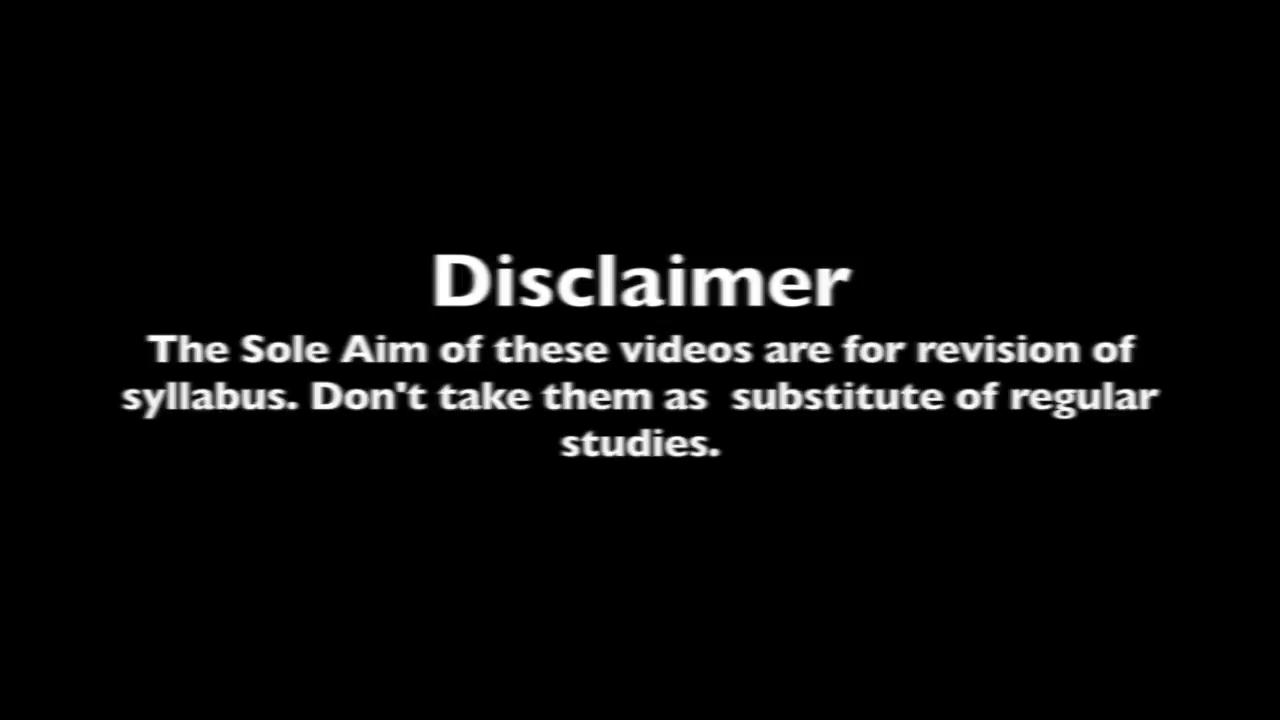 Disclaimer
The Sole Aim of these videos are for revision of
syllabus. Don't take them as  substitute of regular
studies.